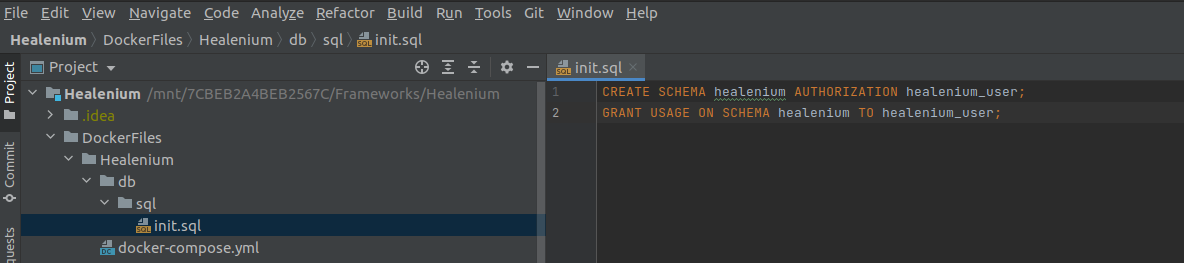 File Edit View Navigate Code Analyze Refactor Build Run Tools Git Window Help
Healenium DockerFiles Healenium db sql init.sql
Project
Project
init.sql
Healenium /mnt/7CBEB2A4BEB2567C/Frameworks/Healenium
.idea
DockerFiles
Healenium
db
sql
init.sql
docker-compose.yml
1 CREATE SCHEMA healenium AUTHORIZATION healenium_user;
2 GRANT USAGE ON SCHEMA healenium TO healenium_user;
Commit
SQL
DC